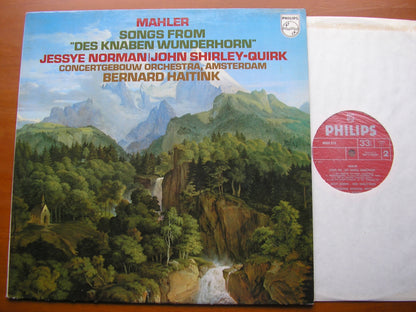 MAHLER
SONGS FROM
"DES KNABEN WUNDERHORN"
JESSYE NORMAN|JOHN SHIRLEY-QUIRK
CONCERTGEBOUW ORCHESTRA, AMSTERDAM
BERNARD HAITINK
PHILIPS
PHILIPS
33
2